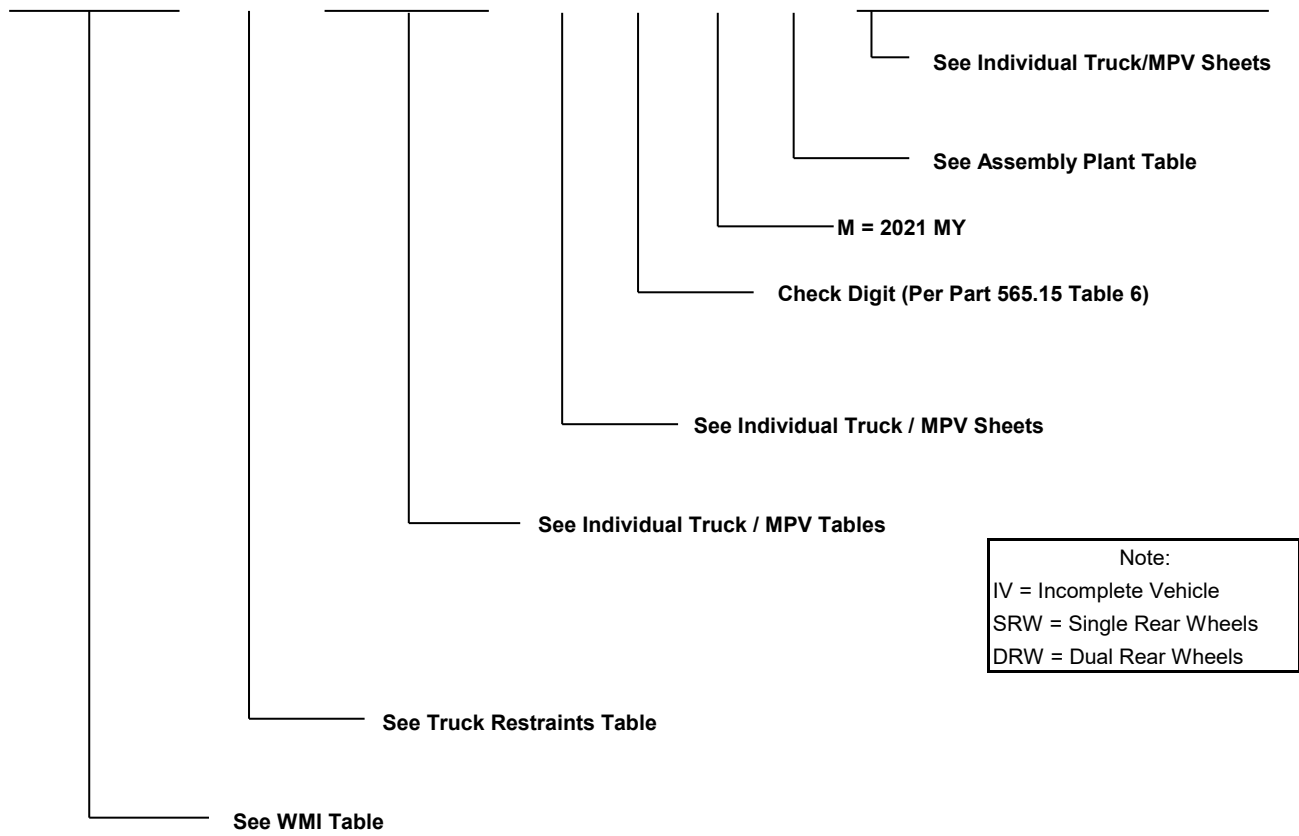 See Individual Truck/MPV Sheets
See Assembly Plant Table
M = 2021 MY
Check Digit (Per Part 565.15 Table 6)
See Individual Truck / MPV Sheets
See Individual Truck / MPV Tables
Note:
IV = Incomplete Vehicle
SRW = Single Rear Wheels
DRW = Dual Rear Wheels
See Truck Restraints Table
See WMI Table